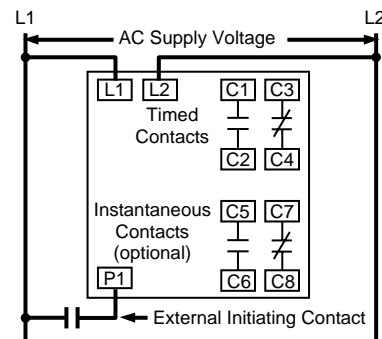 L1 L2
AC Supply Voltage
L1 L2 C1 C3
Timed
Contacts
C2 C4
Instantaneous C5 C7
Contacts
(optional)
P1 C6 C8
External Initiating Contact